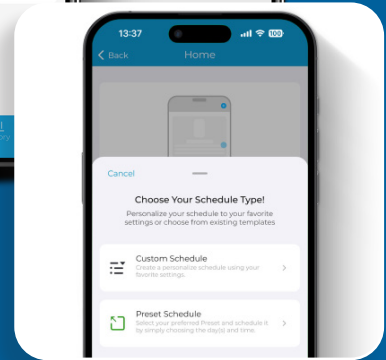 13:37
100
Back
Home
Cancel
Choose Your Schedule Type!
Personalize your schedule to your favorite
settings or choose from existing templates
Custom Schedule
Create a personalize schedule using your
favorite settings.
Preset Schedule
Select your preferred Preset and schedule it
by simply choosing the day(s) and time.